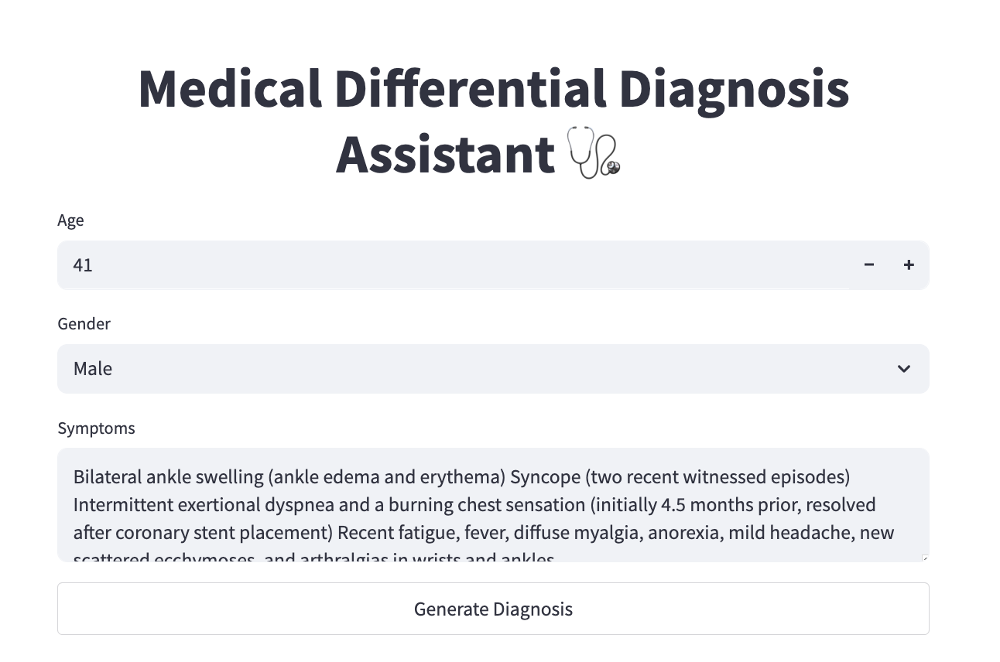 Medical Differential Diagnosis
Assistant
Age
41
Gender
Male
Symptoms
Bilateral ankle swelling (ankle edema and erythema) Syncope (two recent witnessed episodes)
Intermittent exertional dyspnea and a burning chest sensation (initially 4.5 months prior, resolved
after coronary stent placement) Recent fatigue, fever, diffuse myalgia, anorexia, mild headache, new
scattered ecchymoses, and arthralgias in wrists and ankles
Generate Diagnosis